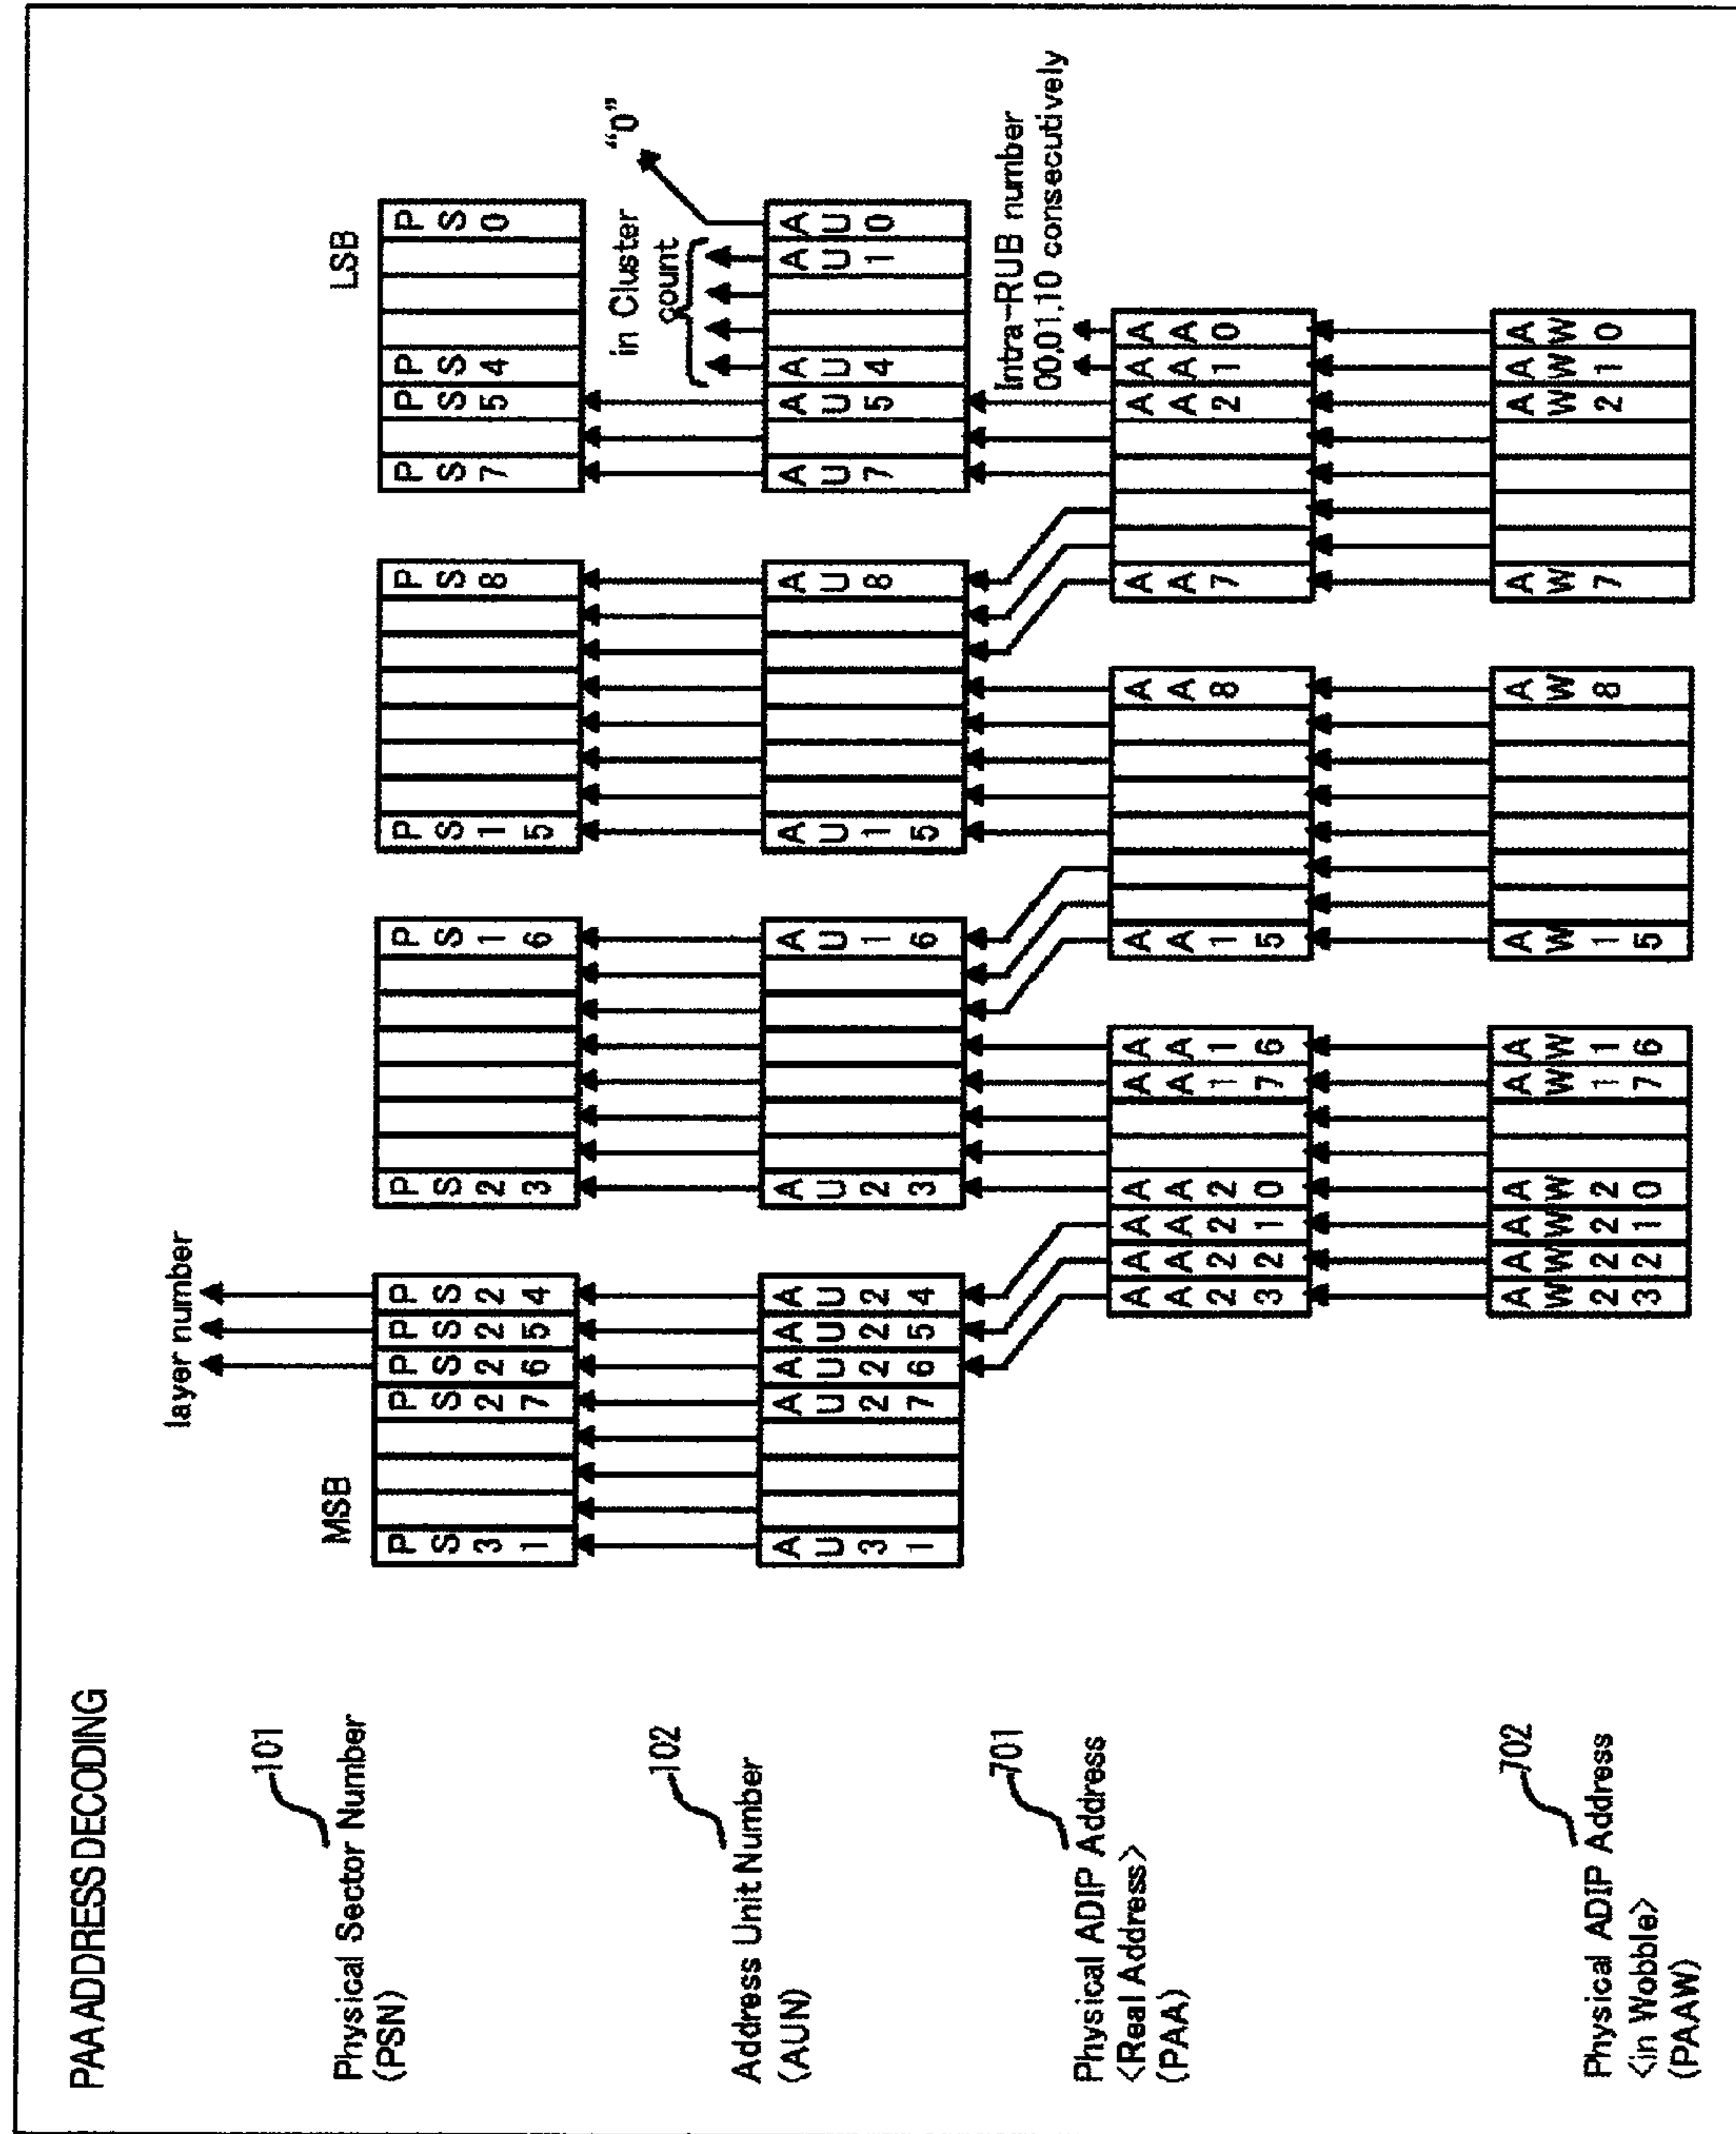 PAA ADDRESS DECODING
layer number
MSB
LSB
101
Physical Sector Number
(PSN)
PS31 PS27 PS26 PS25 PS24 PS23 PS16 PS15 PS8 PS7 PS5 PS4 PS0
in Cluster
count
"0"
102
Address Unit Number
(AUN)
AU31 AU27 AU26 AU25 AU24 AU23 AU16 AU15 AU8 AU7 AU5 AU4 AU1 AU0
Intra-RUB number
00,01,10 consecutively
701
Physical ADIP Address
<Real Address>
(PAA)
AA23 AA22 AA21 AA20 AA17 AA16 AA15 AA8 AA7 AA2 AA1 AA0
702
Physical ADIP Address
<in Wobble>
(PAAW)
AW23 AW22 AW21 AW20 AW17 AW16 AW15 AW8 AW7 AW2 AW1 AW0